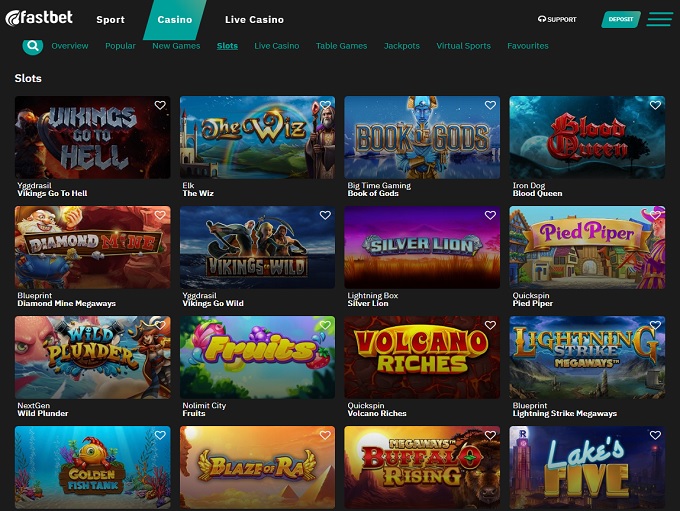 fastbet
Sport
Casino
Live Casino
SUPPORT
DEPOSIT
Overview
Popular
New Games
Slots
Live Casino
Table Games
Jackpots
Virtual Sports
Favourites
Slots
VIKINGS
GO TO
HELL
The Wiz
BOOK OF GODS
Blood
Queen
Yggdrasil
Vikings Go To Hell
Elk
The Wiz
Big Time Gaming
Book of Gods
Iron Dog
Blood Queen
DIAMOND MINE
VIKINGS GO WILD
SILVER LION
Pied Piper
Blueprint
Diamond Mine Megaways
Yggdrasil
Vikings Go Wild
Lightning Box
Silver Lion
Quickspin
Pied Piper
WILD
PLUNDER
Fruits
VOLCANO
RICHES
LIGHTNING
STRIKE
MEGAWAYS™
NextGen
Wild Plunder
Nolimit City
Fruits
Quickspin
Volcano Riches
Blueprint
Lightning Strike Megaways
GOLDEN
FISH TANK
BLAZE OF RA
MEGAWAYS™
BUFFALO
RISING
R
Lake's
FIVE